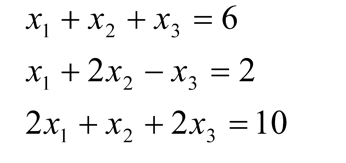 x₁ + x₂ + x₃ = 6
x₁ + 2x₂ − x₃ = 2
2x₁ + x₂ + 2x₃ = 10